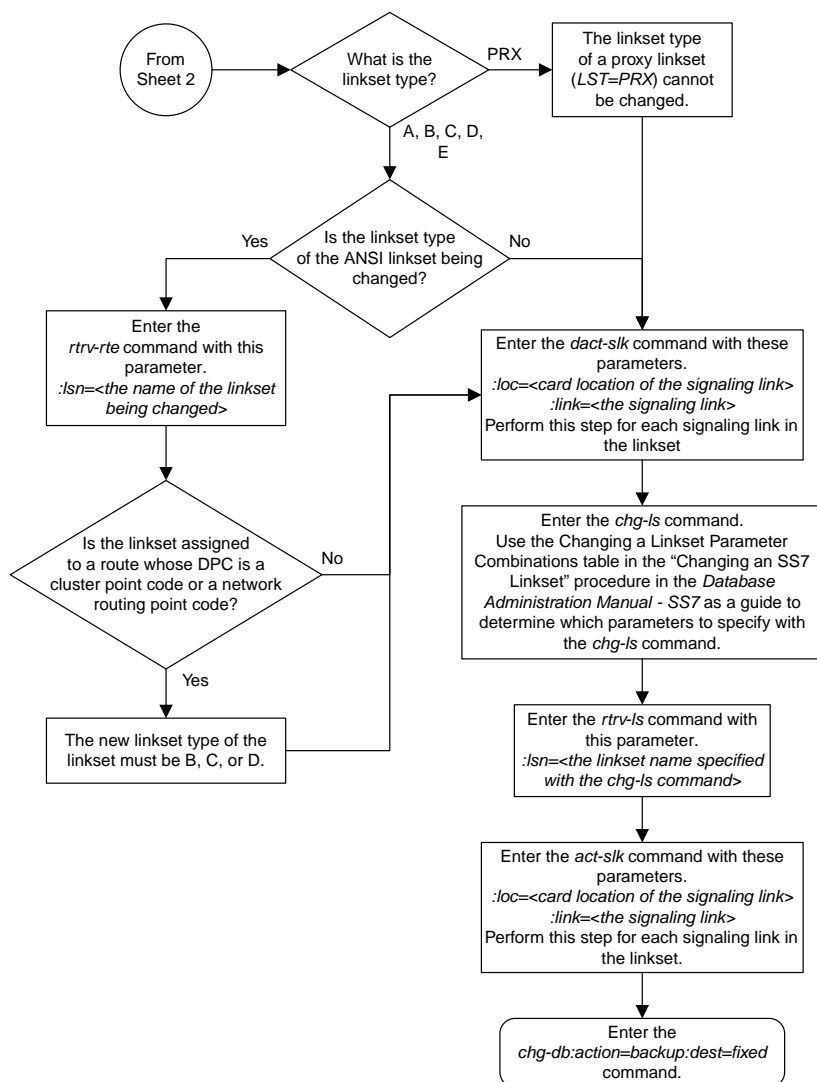 From
Sheet 2
What is the
linkset type?
PRX
The linkset type
of a proxy linkset
(LST=PRX) cannot
be changed.
A, B, C, D,
E
Is the linkset type
of the ANSI linkset being
changed?
Yes
No
Enter the
rtrv-rte command with this
parameter.
:lsn=<the name of the linkset
being changed>
Enter the dact-slk command with these
parameters.
:loc=<card location of the signaling link>
:link=<the signaling link>
Perform this step for each signaling link in
the linkset
Is the linkset assigned
to a route whose DPC is a
cluster point code or a network
routing point code?
No
Yes
Enter the chg-ls command.
Use the Changing a Linkset Parameter
Combinations table in the “Changing an SS7
Linkset” procedure in the Database
Administration Manual - SS7 as a guide to
determine which parameters to specify with
the chg-ls command.
The new linkset type of the
linkset must be B, C, or D.
Enter the rtrv-ls command with
this parameter.
:lsn=<the linkset name specified
with the chg-ls command>
Enter the act-slk command with these
parameters.
:loc=<card location of the signaling link>
:link=<the signaling link>
Perform this step for each signaling link in
the linkset.
Enter the
chg-db:action=backup:dest=fixed
command.